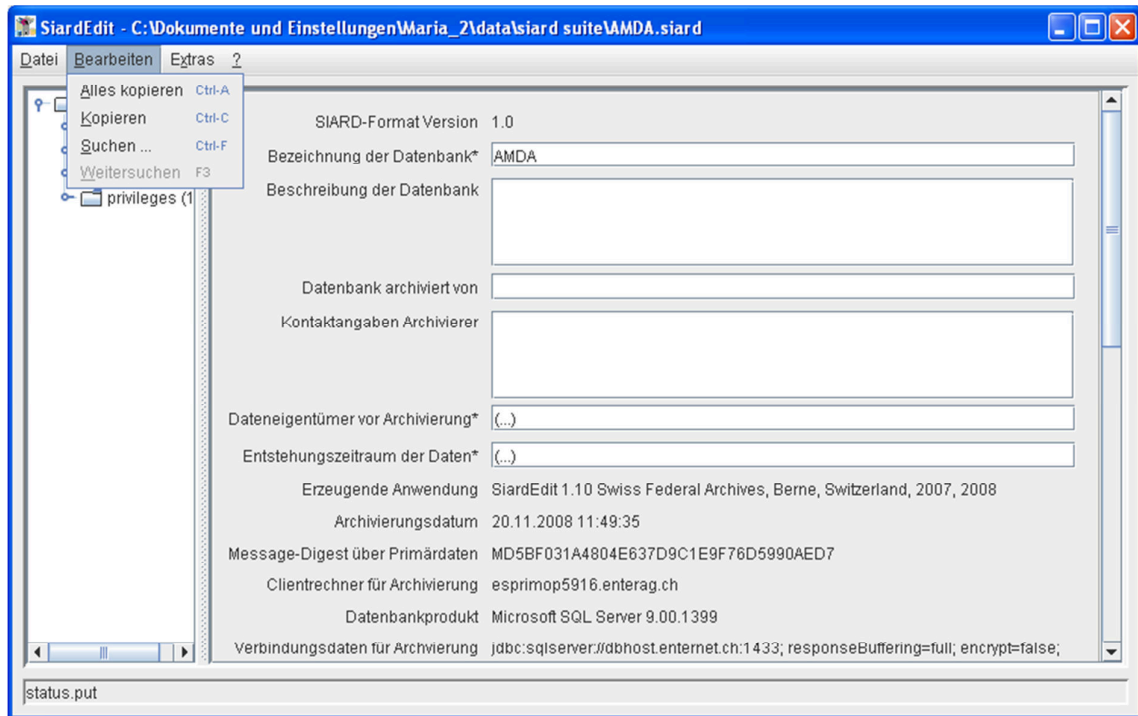 SiardEdit - C:\Dokumente und Einstellungen\Maria_2\data\siard suite\AMDA.siard
Datei Bearbeiten Extras ?
Alles kopieren Ctrl-A
Kopieren Ctrl-C
Suchen ... Ctrl-F
Weitersuchen F3
privileges (1
SIARD-Format Version 1.0
Bezeichnung der Datenbank* AMDA
Beschreibung der Datenbank
Datenbank archiviert von
Kontaktangaben Archivierer
Dateneigentümer vor Archivierung* (...)
Entstehungszeitraum der Daten* (...)
Erzeugende Anwendung SiardEdit 1.10 Swiss Federal Archives, Berne, Switzerland, 2007, 2008
Archivierungsdatum 20.11.2008 11:49:35
Message-Digest über Primärdaten MD5BF031A4804E637D9C1E9F76D5990AED7
Clientrechner für Archivierung esprimop5916.enterag.ch
Datenbankprodukt Microsoft SQL Server 9.00.1399
Verbindungsdaten für Archivierung jdbc:sqlserver://dbhost.enternet.ch:1433; responseBuffering=full; encrypt=false;
status.put